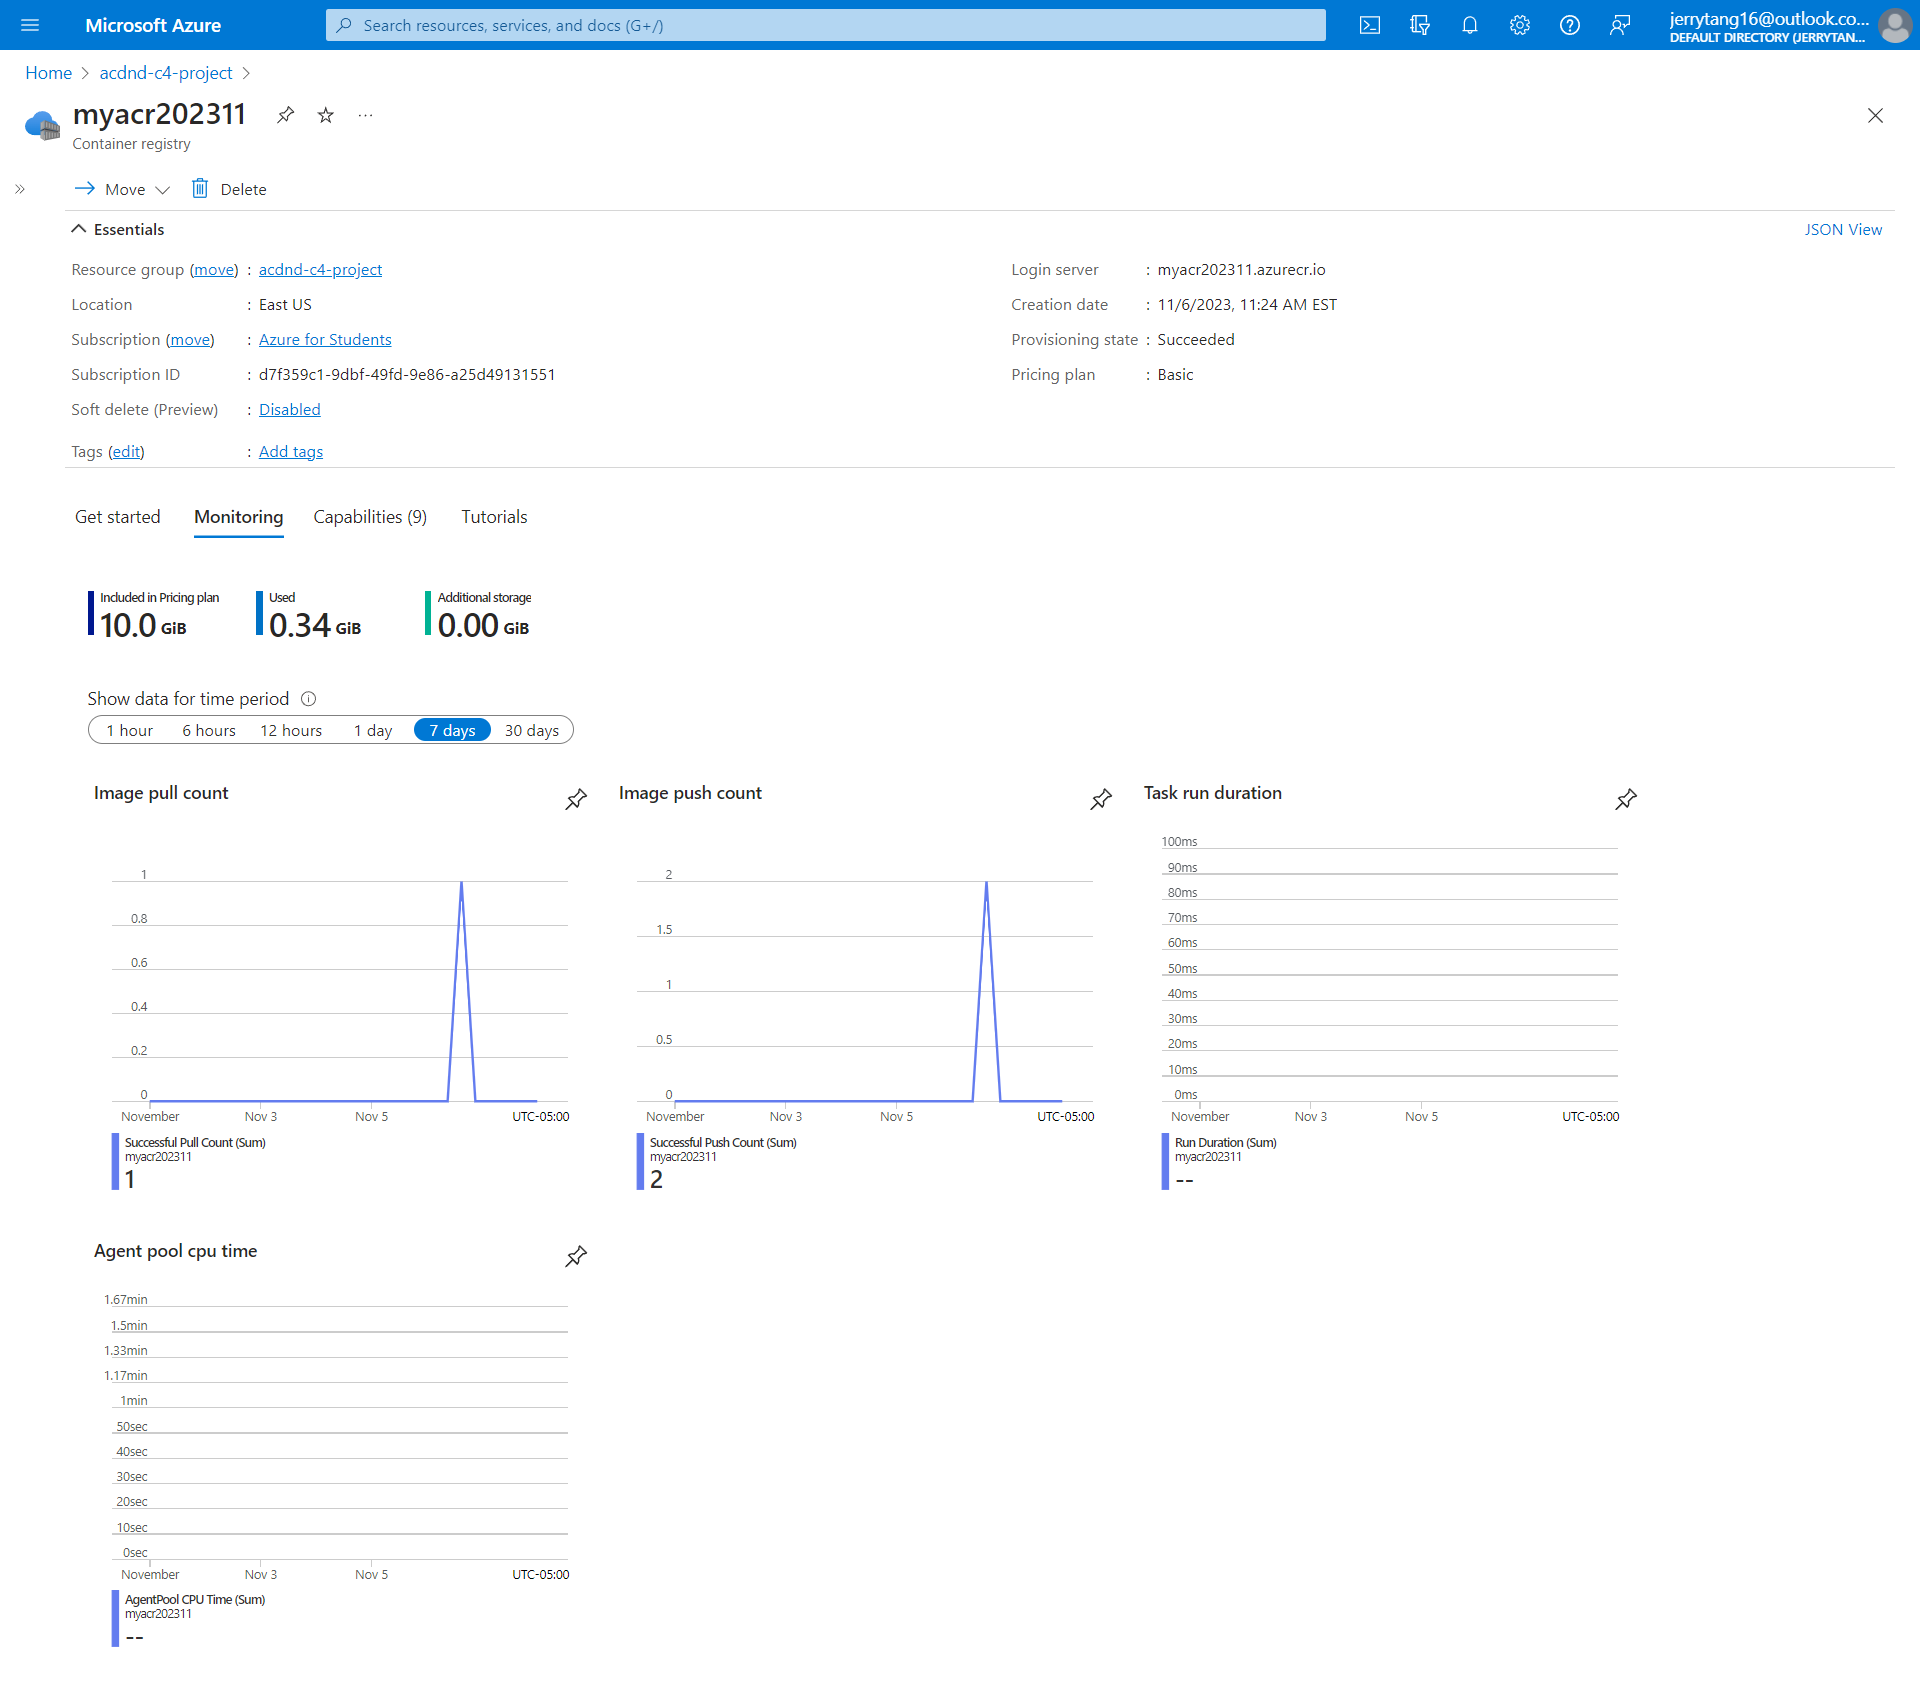 Microsoft Azure
Search resources, services, and docs (G+/)
jerrytang16@outlook.co...
DEFAULT DIRECTORY (JERRYTAN...
Home > acdnd-c4-project >
myacr202311
Container registry
Move
Delete
Essentials
JSON View
Resource group (move) : acdnd-c4-project
Location : East US
Subscription (move) : Azure for Students
Subscription ID : d7f359c1-9dbf-49fd-9e86-a25d49131551
Soft delete (Preview) : Disabled
Tags (edit) : Add tags
Login server : myacr202311.azurecr.io
Creation date : 11/6/2023, 11:24 AM EST
Provisioning state : Succeeded
Pricing plan : Basic
Get started Monitoring Capabilities (9) Tutorials
Included in Pricing plan
10.0 GiB
Used
0.34 GiB
Additional storage
0.00 GiB
Show data for time period
1 hour 6 hours 12 hours 1 day 7 days 30 days
Image pull count
1
0.8
0.6
0.4
0.2
0
November Nov 3 Nov 5 UTC-05:00
Successful Pull Count (Sum)
myacr202311
1
Image push count
2
1.5
1
0.5
0
November Nov 3 Nov 5 UTC-05:00
Successful Push Count (Sum)
myacr202311
2
Task run duration
100ms
90ms
80ms
70ms
60ms
50ms
40ms
30ms
20ms
10ms
0ms
November Nov 3 Nov 5 UTC-05:00
Run Duration (Sum)
myacr202311
--
Agent pool cpu time
1.67min
1.5min
1.33min
1.17min
1min
50sec
40sec
30sec
20sec
10sec
0sec
November Nov 3 Nov 5 UTC-05:00
AgentPool CPU Time (Sum)
myacr202311
--